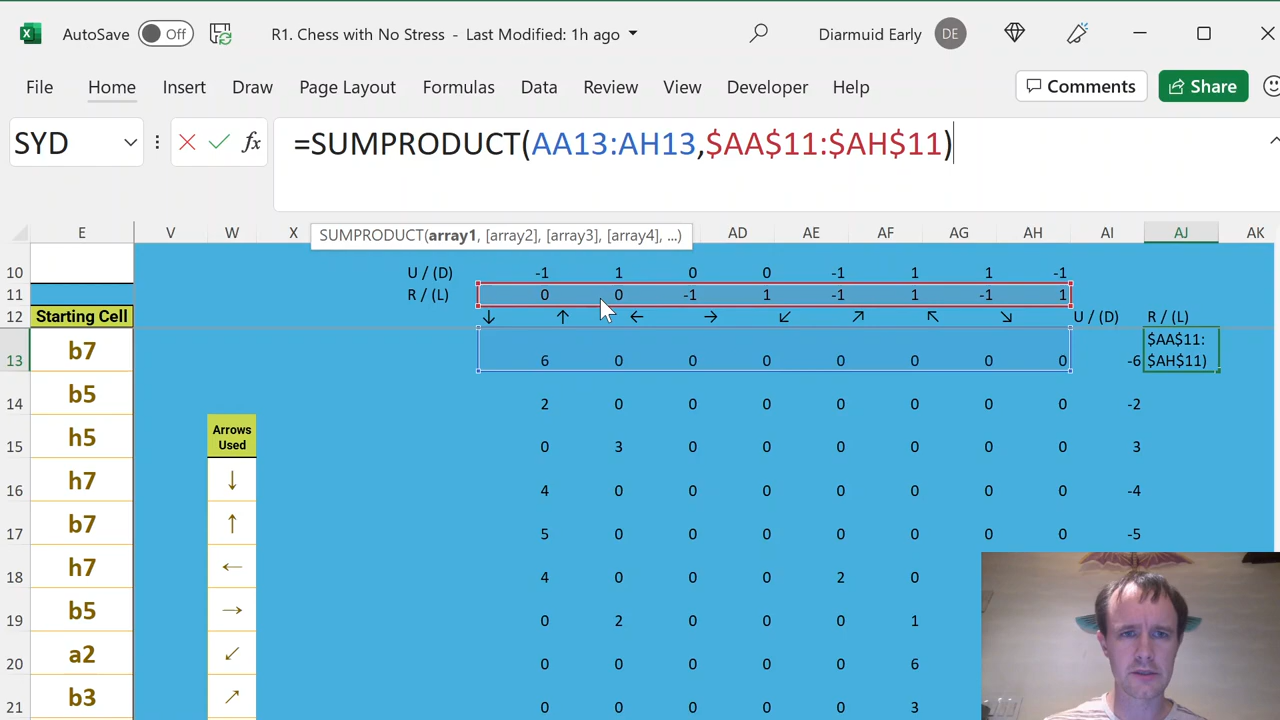 AutoSave Off R1. Chess with No Stress - Last Modified: 1h ago Diarmuid Early DE
File Home Insert Draw Page Layout Formulas Data Review View Developer Help Comments Share
SYD fx =SUMPRODUCT(AA13:AH13,$AA$11:$AH$11)
SUMPRODUCT(array1, [array2], [array3], [array4], ...)
E V W X AD AE AF AG AH AI AJ AK
10 U / (D) -1 1 0 0 -1 1 1 -1
11 R / (L) 0 0 -1 1 -1 1 -1 1
12 Starting Cell ↓ ↑ ← → ↙ ↗ ↖ ↘ U / (D) R / (L)
13 b7 6 0 0 0 0 0 0 0 -6 $AA$11:
$AH$11)
14 b5 2 0 0 0 0 0 0 0 -2
15 h5 Arrows
Used 0 3 0 0 0 0 0 0 3
16 h7 ↓ 4 0 0 0 0 0 0 0 -4
17 b7 ↑ 5 0 0 0 0 0 0 0 -5
18 h7 ← 4 0 0 0 2 0
19 b5 → 0 2 0 0 0 1
20 a2 ↙ 0 0 0 0 0 6
21 b3 ↗ 0 0 0 0 0 3